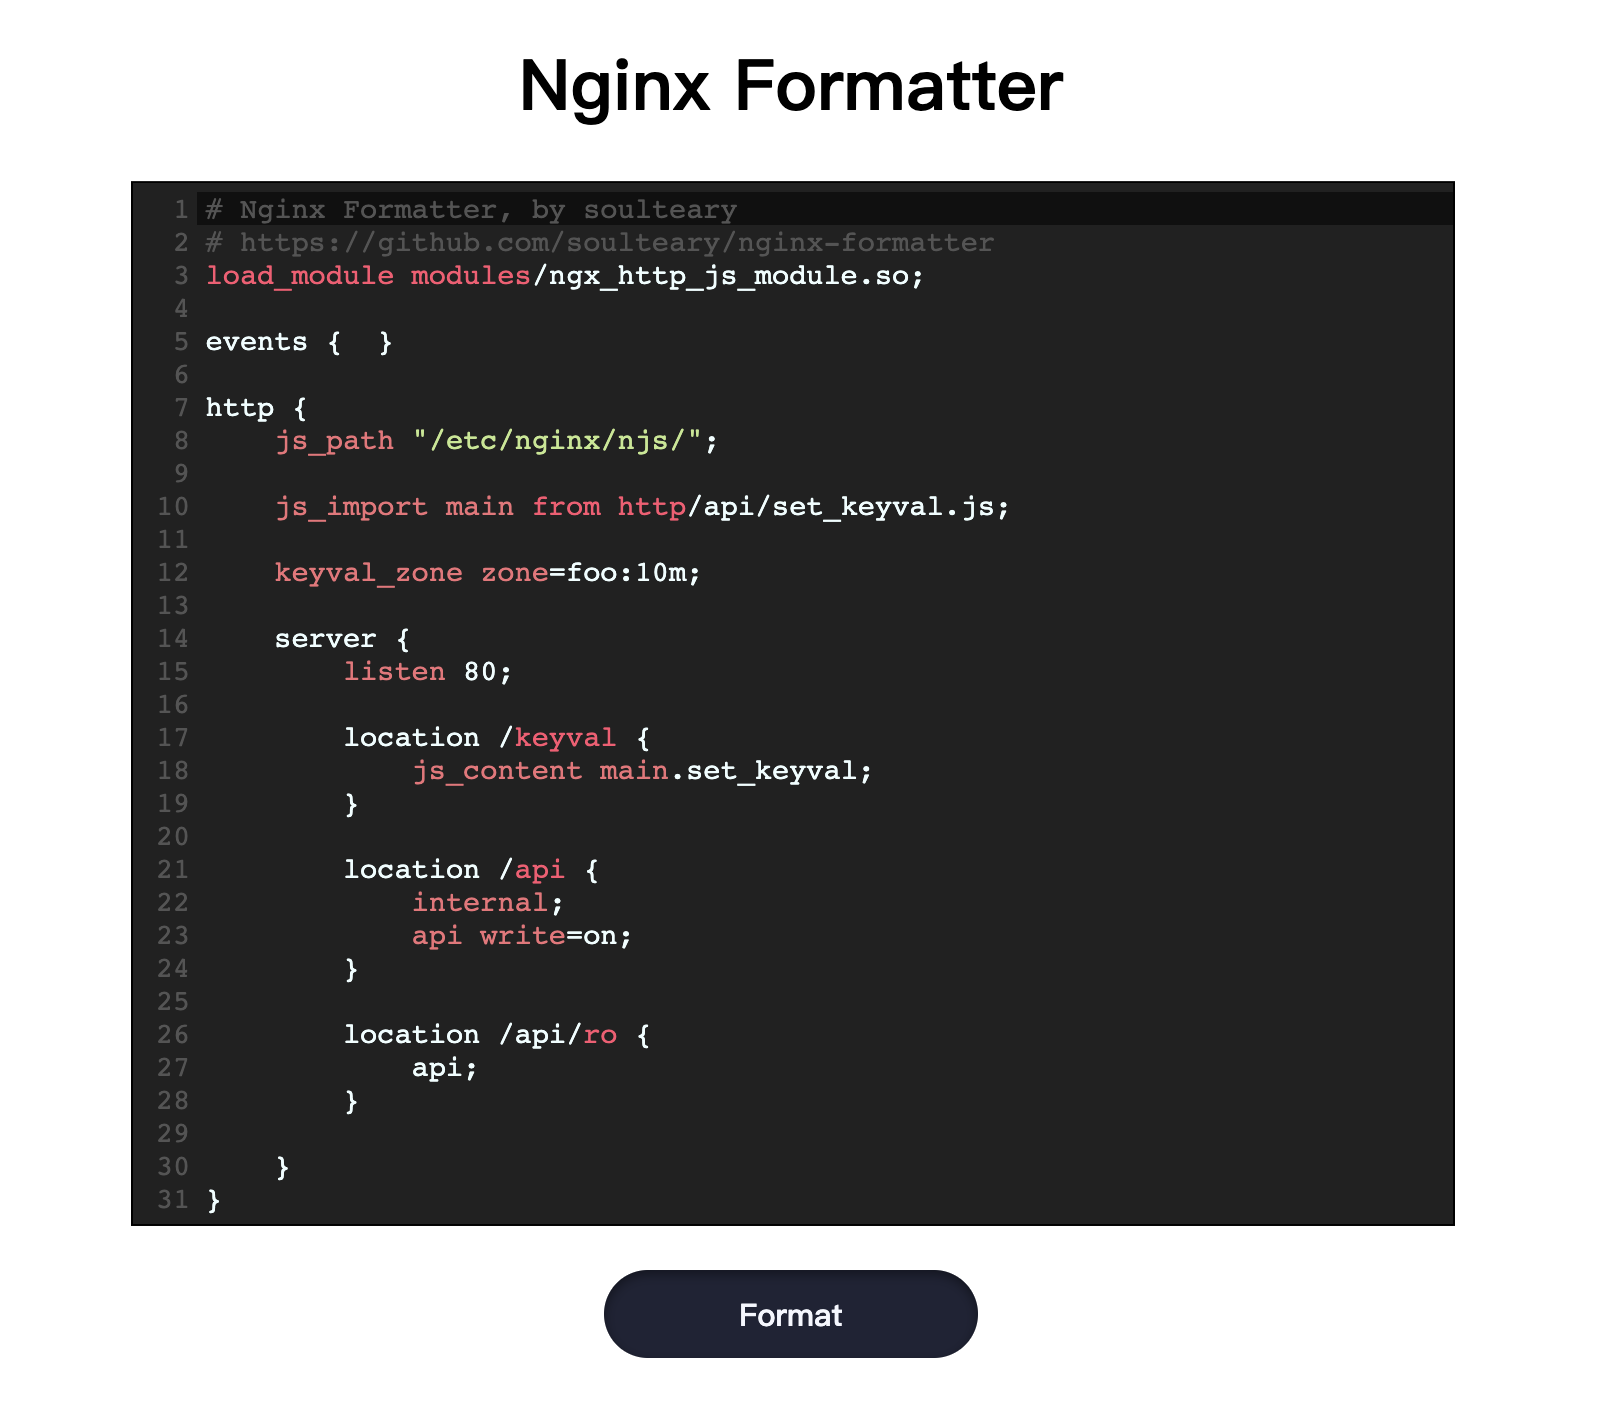 Nginx Formatter
1 # Nginx Formatter, by soulteary
2 # https://github.com/soulteary/nginx-formatter
3 load_module modules/ngx_http_js_module.so;
4
5 events {  }
6
7 http {
8     js_path "/etc/nginx/njs/";
9
10     js_import main from http/api/set_keyval.js;
11
12     keyval_zone zone=foo:10m;
13
14     server {
15         listen 80;
16
17         location /keyval {
18             js_content main.set_keyval;
19         }
20
21         location /api {
22             internal;
23             api write=on;
24         }
25
26         location /api/ro {
27             api;
28         }
29
30     }
31 }
Format